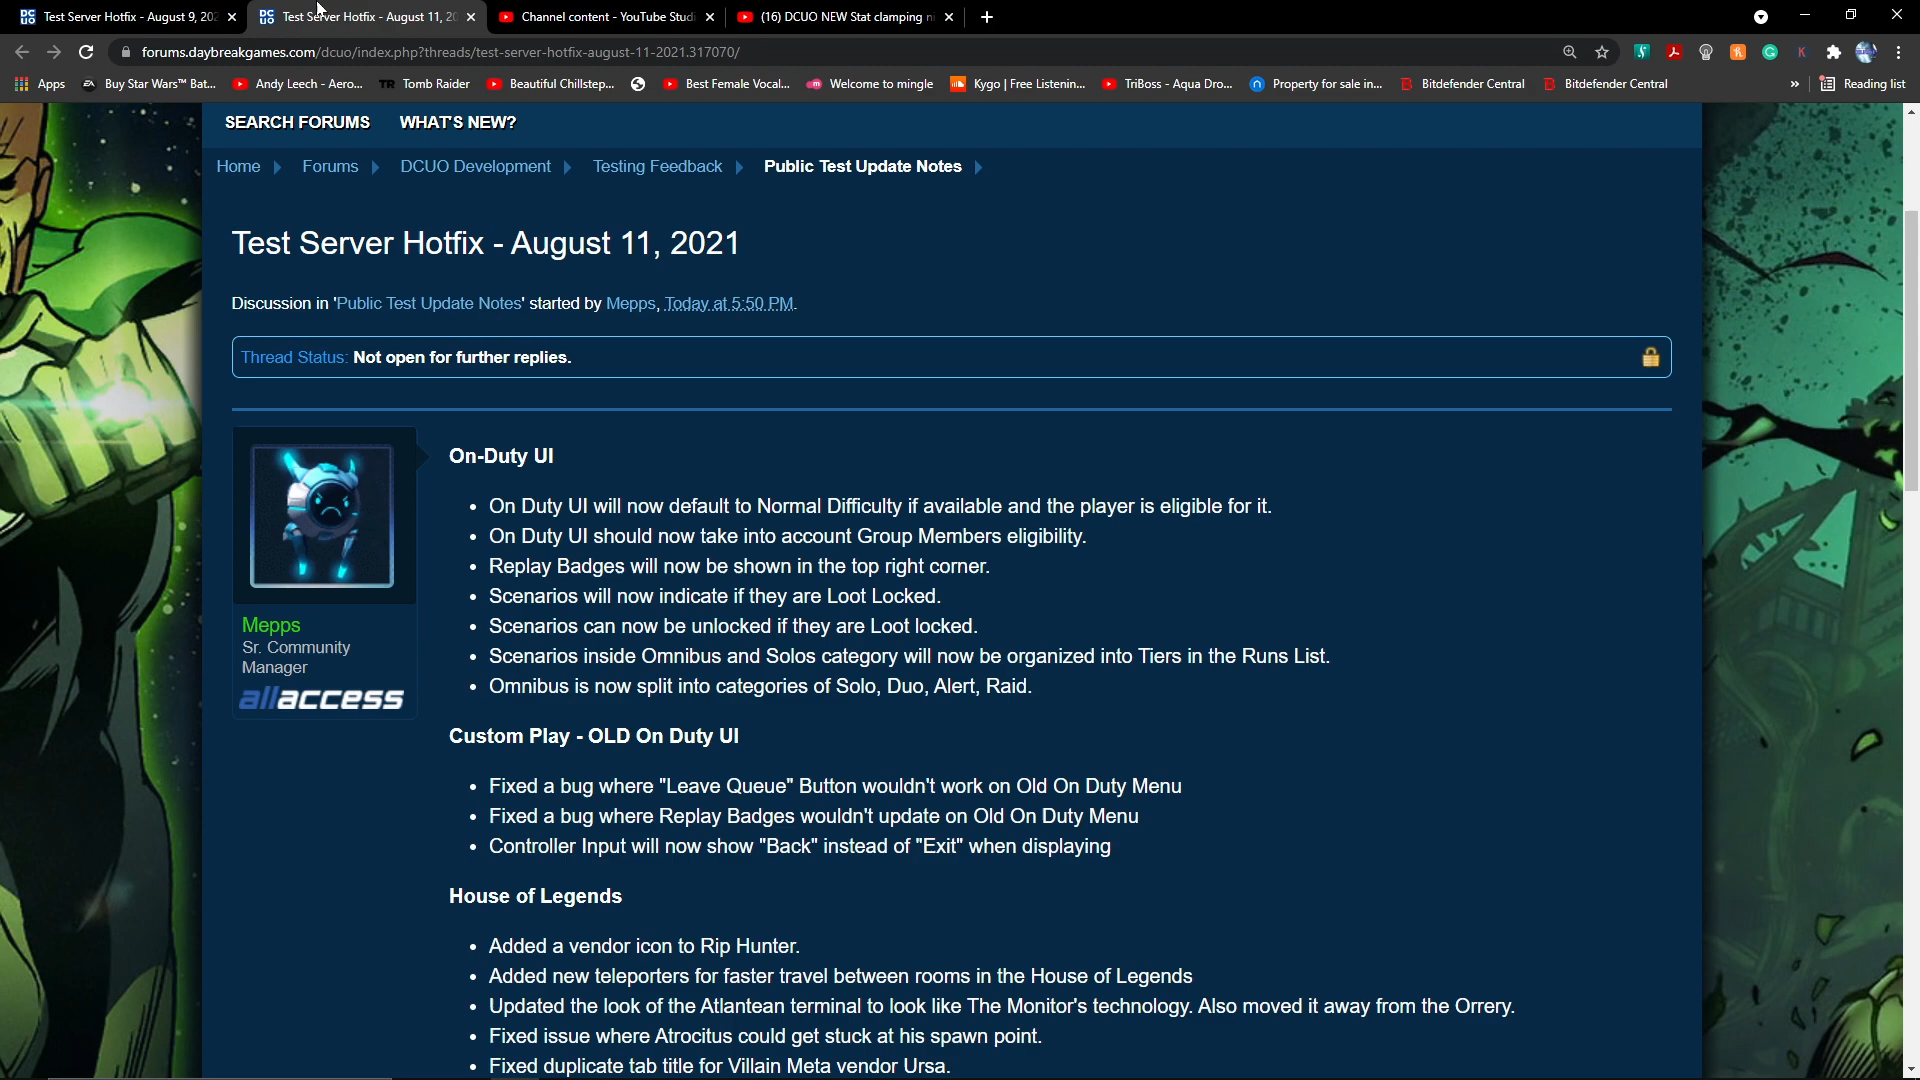 Test Server Hotfix - August 9, 202
Test Server Hotfix - August 11, 20
Channel content - YouTube Studi
(16) DCUO NEW Stat clamping ni
forums.daybreakgames.com/dcuo/index.php?threads/test-server-hotfix-august-11-2021.317070/
Apps
Buy Star Wars™ Bat...
Andy Leech - Aero...
TR Tomb Raider
Beautiful Chillstep...
Best Female Vocal...
Welcome to mingle
Kygo | Free Listenin...
TriBoss - Aqua Dro...
Property for sale in...
B Bitdefender Central
B Bitdefender Central
»
Reading list
SEARCH FORUMS WHAT'S NEW?
Home Forums DCUO Development Testing Feedback Public Test Update Notes
Test Server Hotfix - August 11, 2021
Discussion in 'Public Test Update Notes' started by Mepps, Today at 5:50 PM.
Thread Status: Not open for further replies.
Mepps
Sr. Community
Manager
allaccess
On-Duty UI
• On Duty UI will now default to Normal Difficulty if available and the player is eligible for it.
• On Duty UI should now take into account Group Members eligibility.
• Replay Badges will now be shown in the top right corner.
• Scenarios will now indicate if they are Loot Locked.
• Scenarios can now be unlocked if they are Loot locked.
• Scenarios inside Omnibus and Solos category will now be organized into Tiers in the Runs List.
• Omnibus is now split into categories of Solo, Duo, Alert, Raid.
Custom Play - OLD On Duty UI
• Fixed a bug where "Leave Queue" Button wouldn't work on Old On Duty Menu
• Fixed a bug where Replay Badges wouldn't update on Old On Duty Menu
• Controller Input will now show "Back" instead of "Exit" when displaying
House of Legends
• Added a vendor icon to Rip Hunter.
• Added new teleporters for faster travel between rooms in the House of Legends
• Updated the look of the Atlantean terminal to look like The Monitor's technology. Also moved it away from the Orrery.
• Fixed issue where Atrocitus could get stuck at his spawn point.
• Fixed duplicate tab title for Villain Meta vendor Ursa.